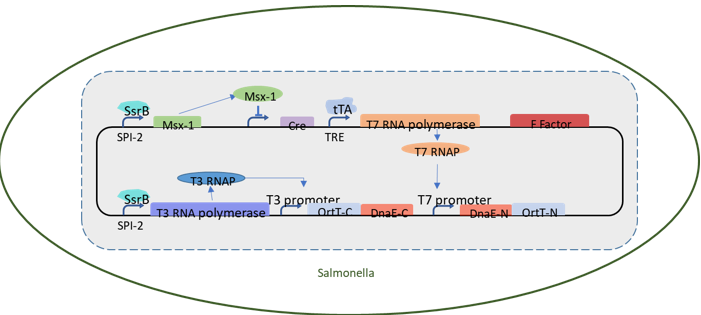 Msx-1
SsrB
tTA
SPI-2
Msx-1
Cre
TRE
T7 RNA polymerase
F Factor
T7 RNAP
T3 RNAP
SsrB
T3 promoter
T7 promoter
SPI-2
T3 RNA polymerase
OrtT-C
DnaE-C
DnaE-N
OrtT-N
Salmonella